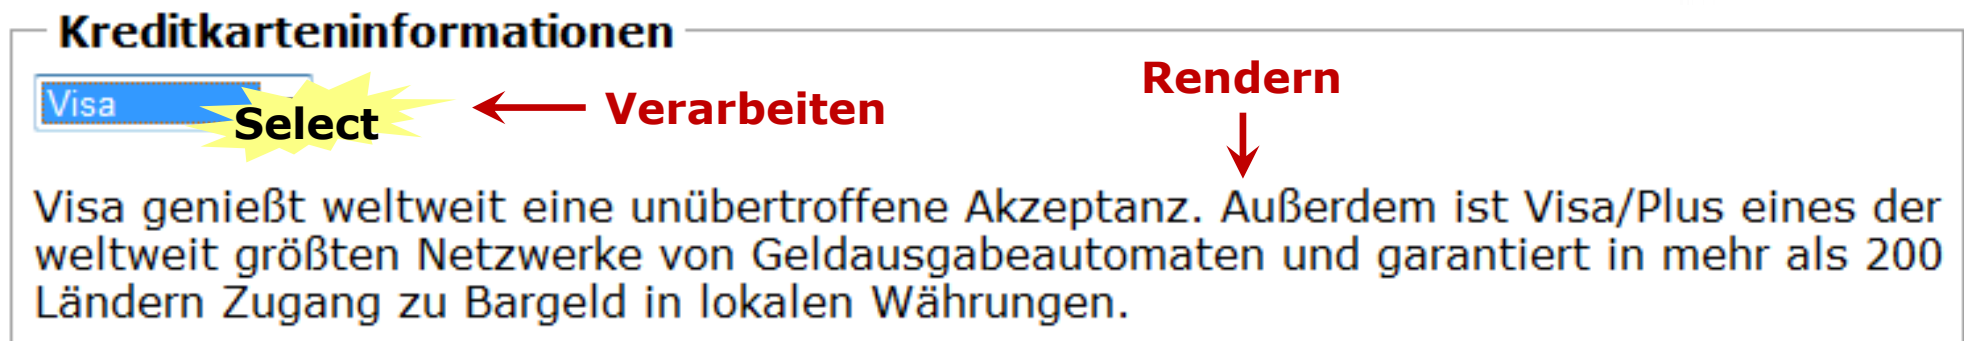 Kreditkarteninformationen
Rendern
Visa
Select
Verarbeiten
Visa genießt weltweit eine unübertroffene Akzeptanz. Außerdem ist Visa/Plus eines der
weltweit größten Netzwerke von Geldausgabeautomaten und garantiert in mehr als 200
Ländern Zugang zu Bargeld in lokalen Währungen.